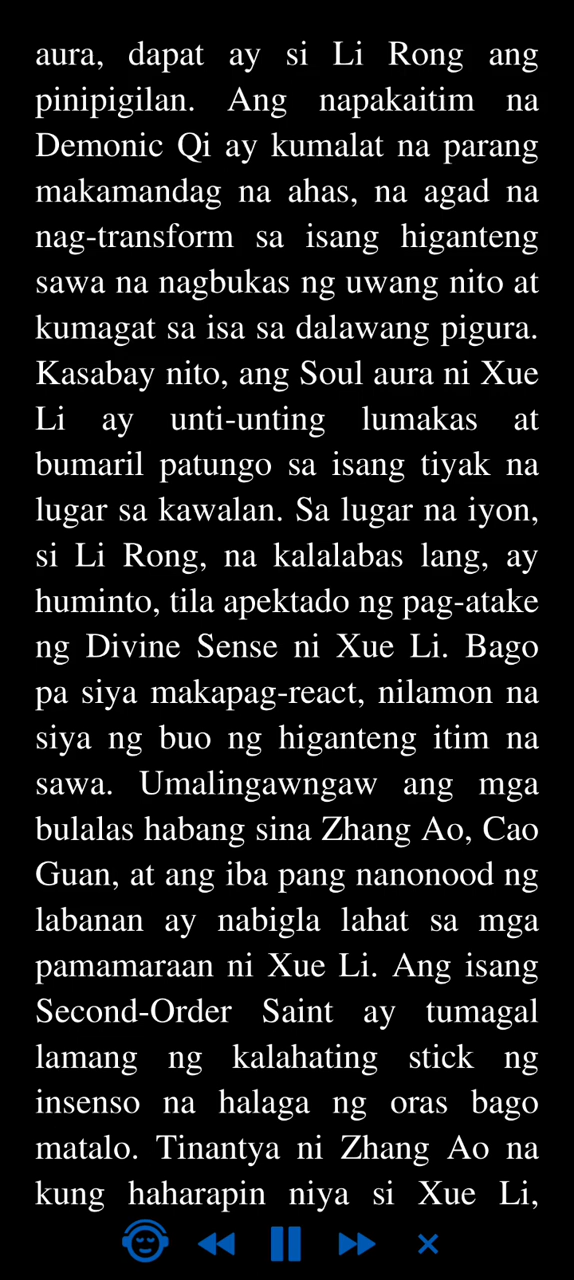 aura, dapat ay si Li Rong ang
pinipigilan. Ang napakaitim na
Demonic Qi ay kumalat na parang
makamandag na ahas, na agad na
nag-transform sa isang higanteng
sawa na nagbukas ng uwang nito at
kumagat sa isa sa dalawang pigura.
Kasabay nito, ang Soul aura ni Xue
Li ay unti-unting lumakas at
bumaril patungo sa isang tiyak na
lugar sa kawalan. Sa lugar na iyon,
si Li Rong, na kalalabas lang, ay
huminto, tila apektado ng pag-atake
ng Divine Sense ni Xue Li. Bago
pa siya makapag-react, nilamon na
siya ng buo ng higanteng itim na
sawa. Umalingawngaw ang mga
bulalas habang sina Zhang Ao, Cao
Guan, at ang iba pang nanonood ng
labanan ay nabigla lahat sa mga
pamamaraan ni Xue Li. Ang isang
Second-Order Saint ay tumagal
lamang ng kalahating stick ng
insenso na halaga ng oras bago
matalo. Tinantya ni Zhang Ao na
kung haharapin niya si Xue Li,